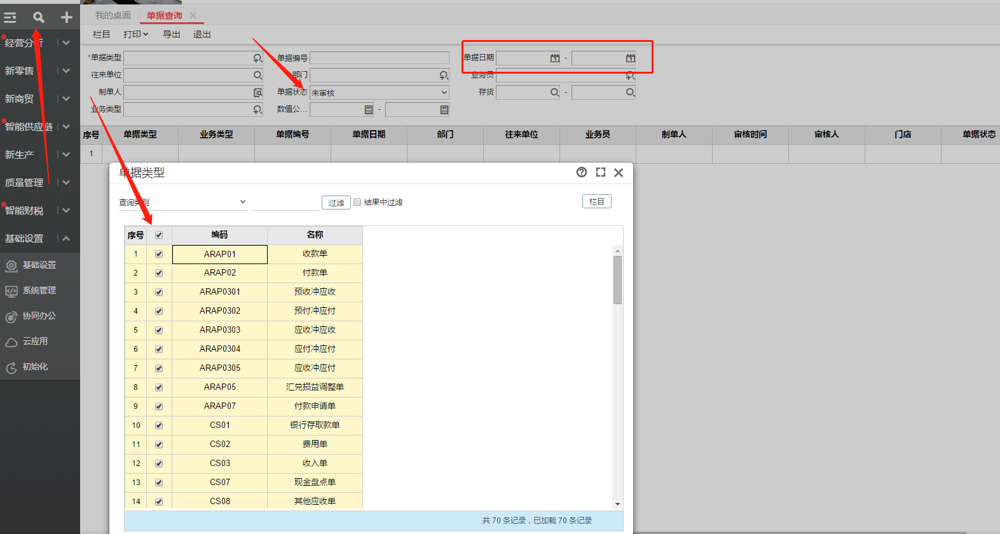 我的桌面 单据查询
栏目 打印 导出 退出
经营分析
新零售
新商贸
智能供应链
新生产
质量管理
智能财税
基础设置
基础设置
系统管理
协同办公
云应用
初始化
*单据类型 单据编号 单据日期 -
往来单位 部门 业务员
制单人 单据状态 未审核 存货 -
业务类型 数值公... -
序号 单据类型 业务类型 单据编号 单据日期 部门 往来单位 业务员 制单人 审核时间 审核人 门店 单据状态
1
单据类型
查询类别 过滤 结果中过滤 栏目
序号 编码 名称
1 ARAP01 收款单
2 ARAP02 付款单
3 ARAP0301 预收冲应收
4 ARAP0302 预付冲应付
5 ARAP0303 应收冲应收
6 ARAP0304 应付冲应付
7 ARAP0305 应收冲应付
8 ARAP05 汇兑损益调整单
9 ARAP07 付款申请单
10 CS01 银行存取款单
11 CS02 费用单
12 CS03 收入单
13 CS07 现金盘点单
14 CS08 其他应收单
共 70 条记录，已加载 70 条记录